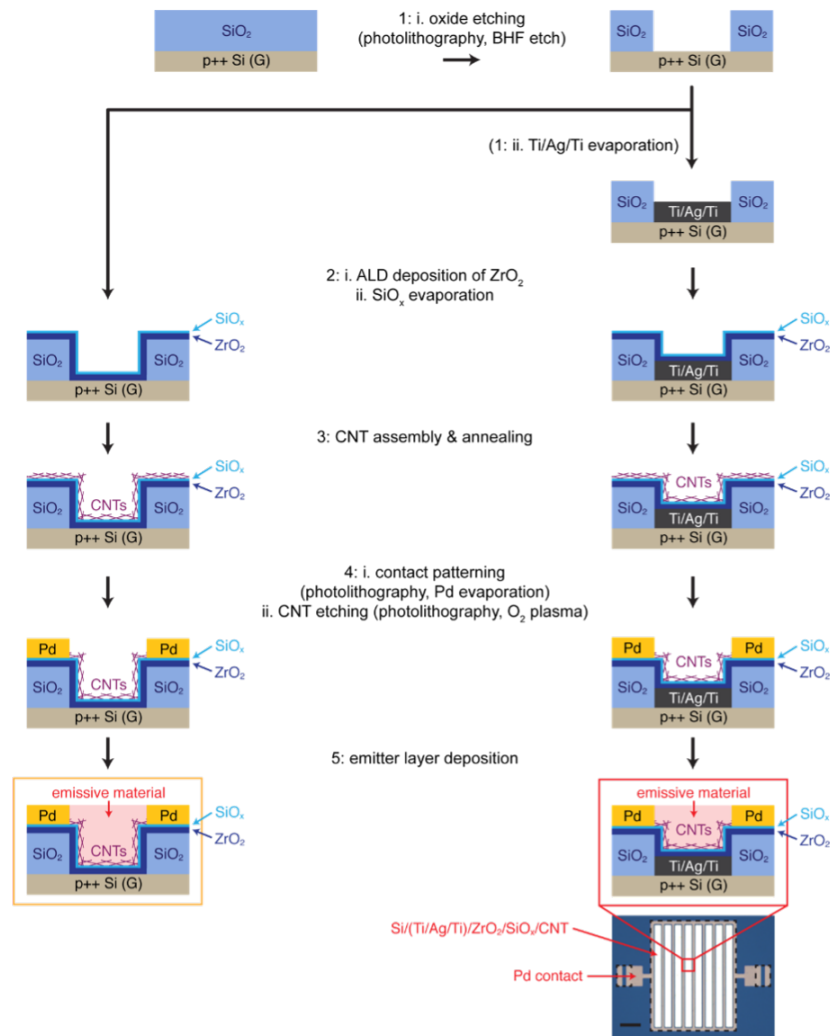 SiO₂
p++ Si (G)
1: i. oxide etching
(photolithography, BHF etch)
SiO₂ SiO₂
p++ Si (G)
(1: ii. Ti/Ag/Ti evaporation)
SiO₂ Ti/Ag/Ti SiO₂
p++ Si (G)
2: i. ALD deposition of ZrO₂
ii. SiOₓ evaporation
SiOₓ
ZrO₂
SiO₂ SiO₂
p++ Si (G)
SiOₓ
ZrO₂
SiO₂ Ti/Ag/Ti SiO₂
p++ Si (G)
3: CNT assembly & annealing
SiOₓ
ZrO₂
CNTs
SiO₂ SiO₂
p++ Si (G)
SiOₓ
ZrO₂
CNTs
SiO₂ Ti/Ag/Ti SiO₂
p++ Si (G)
4: i. contact patterning
(photolithography, Pd evaporation)
ii. CNT etching (photolithography, O₂ plasma)
Pd Pd
SiOₓ
ZrO₂
CNTs
SiO₂ SiO₂
p++ Si (G)
Pd Pd
SiOₓ
ZrO₂
CNTs
SiO₂ Ti/Ag/Ti SiO₂
p++ Si (G)
5: emitter layer deposition
emissive material
Pd Pd
SiOₓ
ZrO₂
CNTs
SiO₂ SiO₂
p++ Si (G)
emissive material
Pd Pd
SiOₓ
ZrO₂
CNTs
SiO₂ Ti/Ag/Ti SiO₂
p++ Si (G)
Si/(Ti/Ag/Ti)/ZrO₂/SiOₓ/CNT
Pd contact